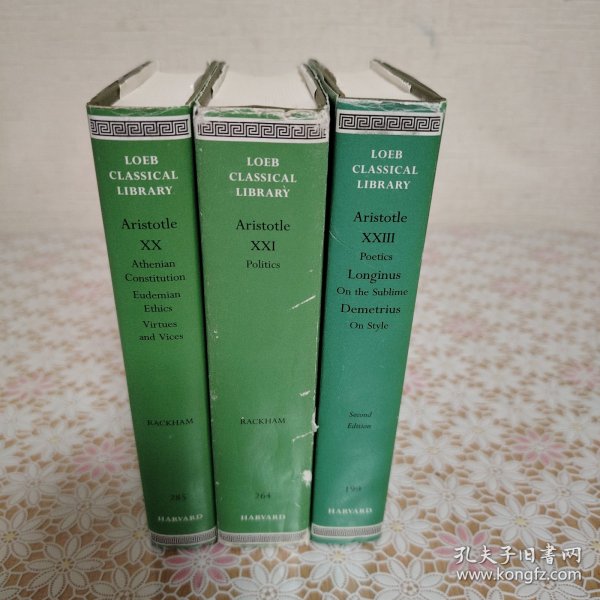 LOEB
CLASSICAL
LIBRARY
Aristotle
XX
Athenian
Constitution
Eudemian
Ethics
Virtues
and Vices
RACKHAM
285
HARVARD
LOEB
CLASSICAL
LIBRARY
Aristotle
XXI
Politics
RACKHAM
264
HARVARD
LOEB
CLASSICAL
LIBRARY
Aristotle
XXIII
Poetics
Longinus
On the Sublime
Demetrius
On Style
Second
Edition
199
HARVARD
孔夫子旧书网
www.kongfz.com